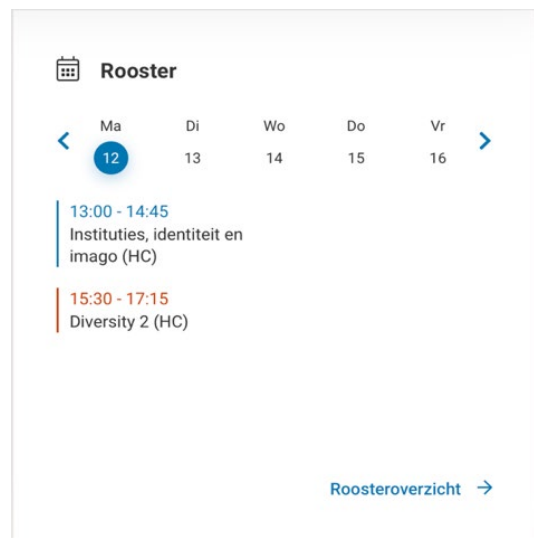 Rooster
Ma Di Wo Do Vr
12 13 14 15 16
13:00 - 14:45
Instituties, identiteit en
imago (HC)
15:30 - 17:15
Diversity 2 (HC)
Roosteroverzicht